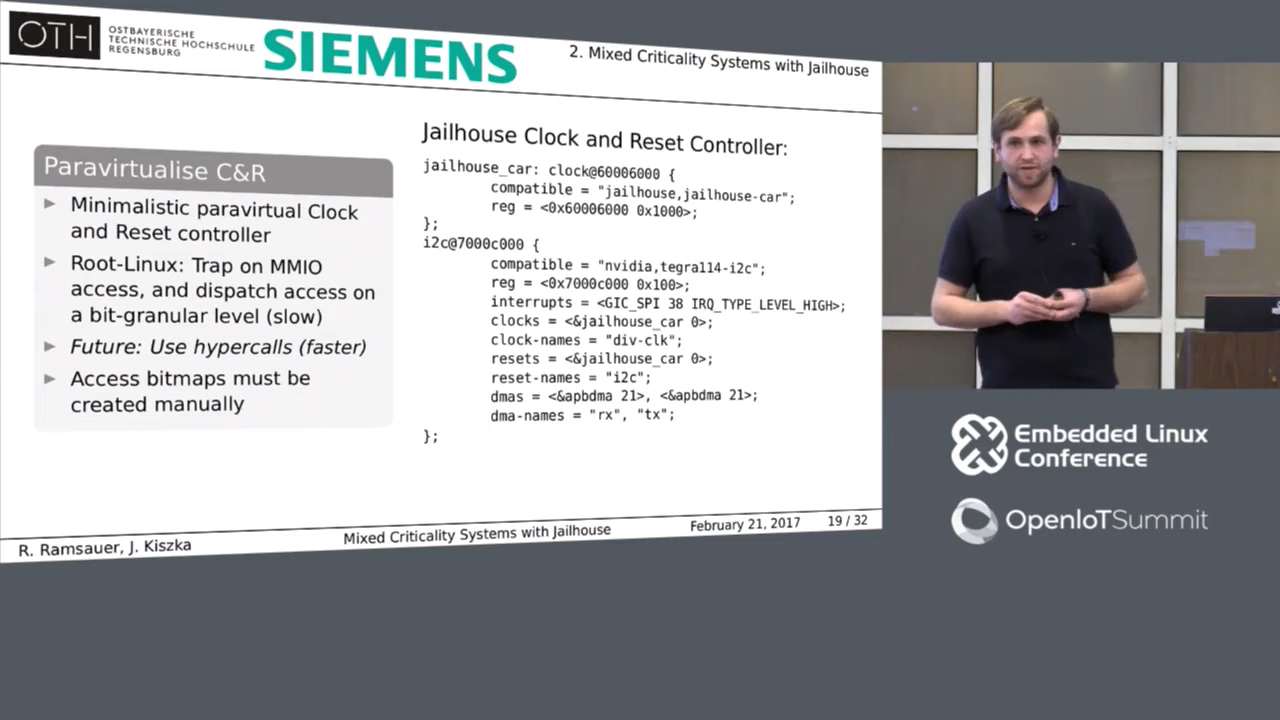 OTH
OSTBAYERISCHE
TECHNISCHE HOCHSCHULE
REGENSBURG
SIEMENS
2. Mixed Criticality Systems with Jailhouse
Paravirtualise C&R
Minimalistic paravirtual Clock
and Reset controller
Root-Linux: Trap on MMIO
access, and dispatch access on
a bit-granular level (slow)
Future: Use hypercalls (faster)
Access bitmaps must be
created manually
Jailhouse Clock and Reset Controller:
jailhouse_car: clock@60006000 {
compatible = "jailhouse,jailhouse-car";
reg = <0x60006000 0x1000>;
};
i2c@7000c000 {
compatible = "nvidia,tegra114-i2c";
reg = <0x7000c000 0x100>;
interrupts = <GIC_SPI 38 IRQ_TYPE_LEVEL_HIGH>;
clocks = <&jailhouse_car 0>;
clock-names = "div-clk";
resets = <&jailhouse_car 0>;
reset-names = "i2c";
dmas = <&apbdma 21>, <&apbdma 21>;
dma-names = "rx", "tx";
};
R. Ramsauer, J. Kiszka
Mixed Criticality Systems with Jailhouse
February 21, 2017
19 / 32
Embedded Linux
Conference
OpenIoTSummit